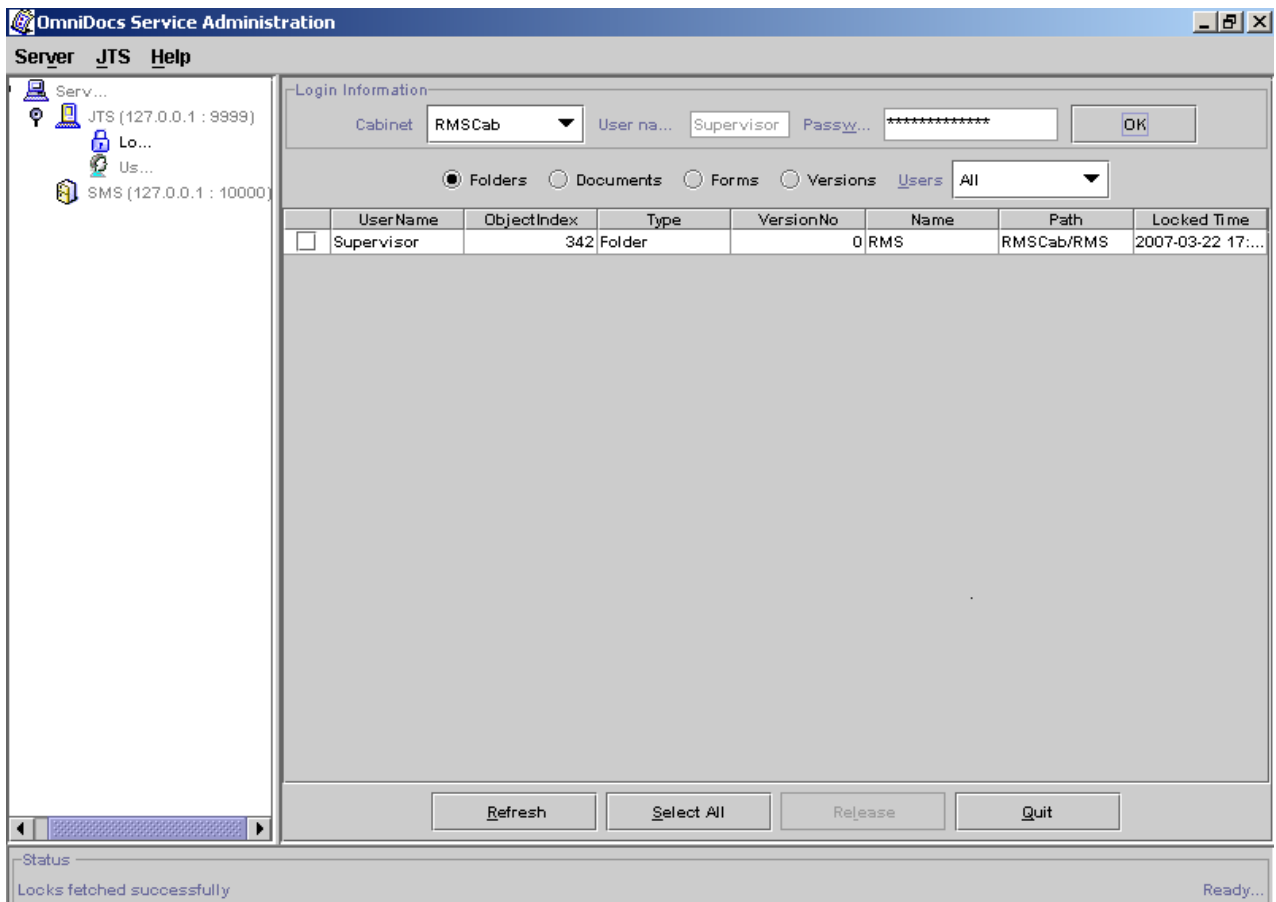 OmniDocs Service Administration
Server JTS Help
Serv...
JTS (127.0.0.1 : 9999)
Lo...
Us...
SMS (127.0.0.1 : 10000)
Login Information
Cabinet RMSCab User na... Supervisor Passw... ************* OK
Folders Documents Forms Versions Users All
UserName ObjectIndex Type VersionNo Name Path Locked Time
Supervisor 342 Folder 0 RMS RMSCab/RMS 2007-03-22 17:...
Refresh Select All Release Quit
Status
Locks fetched successfully Ready...